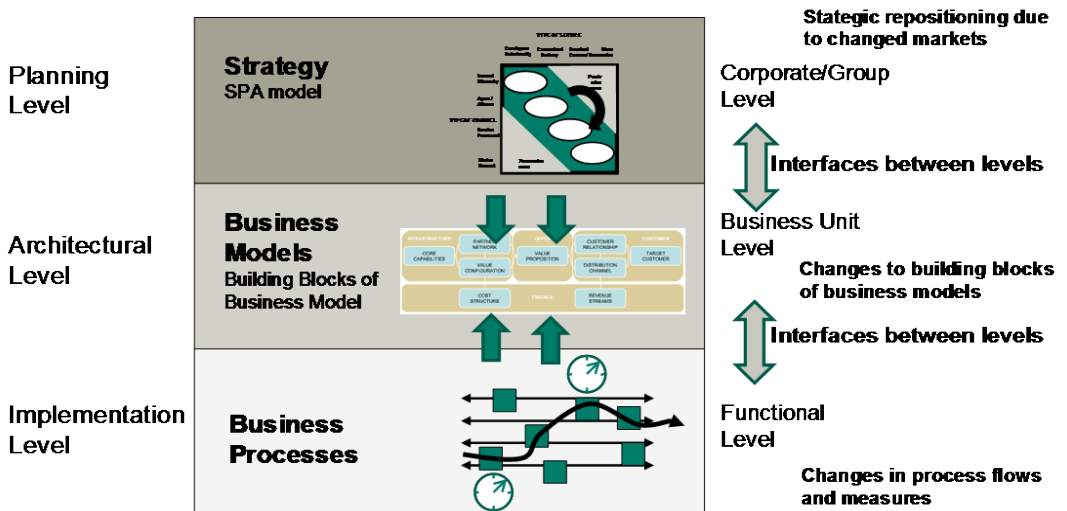 Stategic repositioning due
to changed markets
Planning
Level
Strategy
SPA model
Corporate/Group
Level
Interfaces between levels
Architectural
Level
Business
Models
Building Blocks of
Business Model
INFRASTRUCTURE
CUSTOMER
PARTNER
NETWORK
CUSTOMER
RELATIONSHIP
CORE
CAPABILITIES
VALUE
PROPOSITION
TARGET
CUSTOMER
VALUE
CONFIGURATION
DISTRIBUTION
CHANNEL
COST
STRUCTURE
FINANCE
REVENUE
STREAMS
Business Unit
Level
Changes to building blocks
of business models
Interfaces between levels
Implementation
Level
Business
Processes
Functional
Level
Changes in process flows
and measures